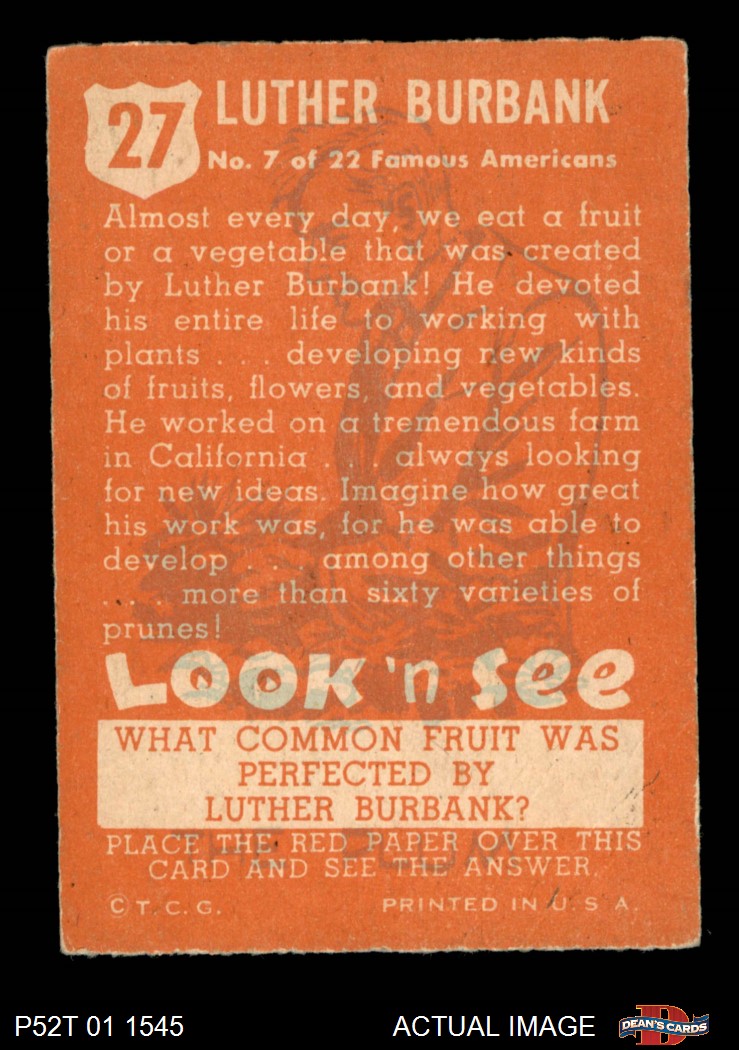 27
LUTHER BURBANK
No. 7 of 22 Famous Americans
Almost every day, we eat a fruit
or a vegetable that was created
by Luther Burbank! He devoted
his entire life to working with
plants . . . developing new kinds
of fruits, flowers, and vegetables.
He worked on a tremendous farm
in California . . . always looking
for new ideas. Imagine how great
his work was, for he was able to
develop . . . among other things
. . . more than sixty varieties of
prunes!
LOOK 'n SEE
WHAT COMMON FRUIT WAS
PERFECTED BY
LUTHER BURBANK?
PLACE THE RED PAPER OVER THIS
CARD AND SEE THE ANSWER.
© T. C. G. PRINTED IN U. S A.
P52T 01 1545 ACTUAL IMAGE
D
DEAN'S CARDS